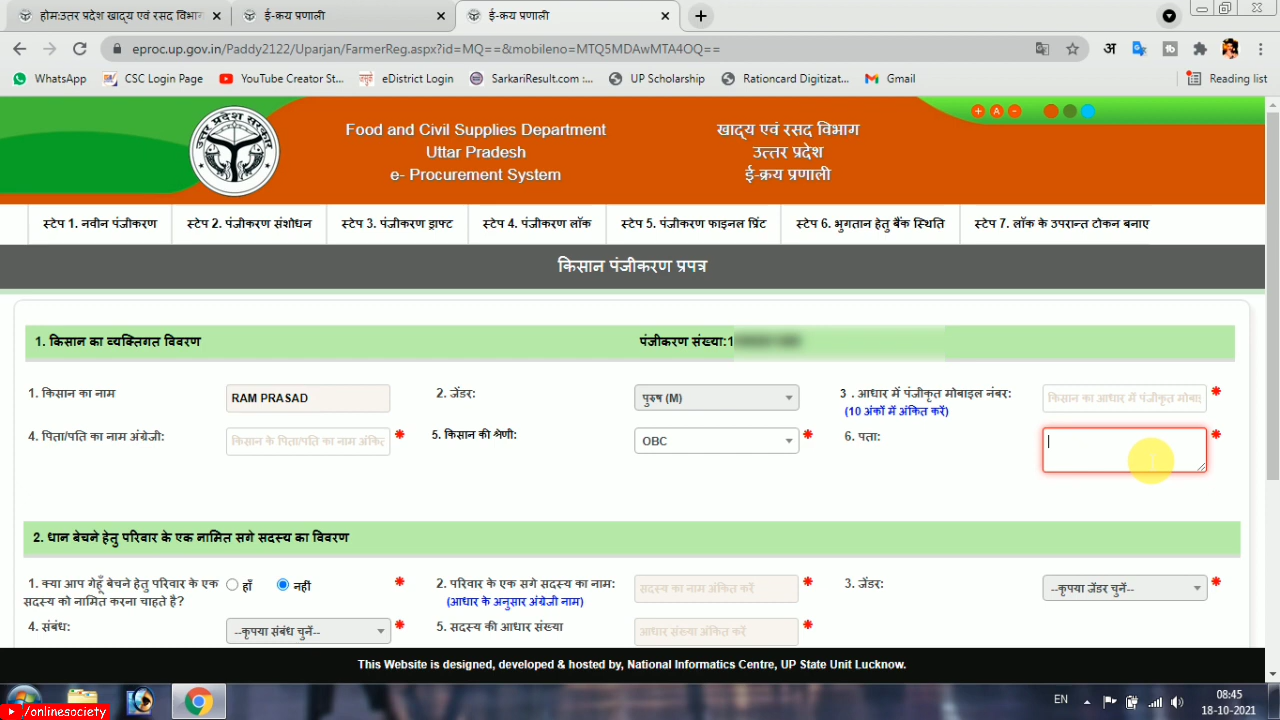 होम:उत्तर प्रदेश खाद्य एवं रसद विभाग
ई-क्रय प्रणाली
ई-क्रय प्रणाली
eproc.up.gov.in/Paddy2122/Uparjan/FarmerReg.aspx?id=MQ==&mobileno=MTQ5MDAwMTA4OQ==
WhatsApp CSC Login Page YouTube Creator St... eDistrict Login SarkariResult.com :... UP Scholarship Rationcard Digitizat... Gmail Reading list
उत्तर प्रदेश सरकार
Food and Civil Supplies Department
Uttar Pradesh
e- Procurement System
खाद्य एवं रसद विभाग
उत्तर प्रदेश
ई-क्रय प्रणाली
+ A -
स्टेप 1. नवीन पंजीकरण स्टेप 2. पंजीकरण संशोधन स्टेप 3. पंजीकरण ड्राफ्ट स्टेप 4. पंजीकरण लॉक स्टेप 5. पंजीकरण फाइनल प्रिंट स्टेप 6. भुगतान हेतु बैंक स्थिति स्टेप 7. लॉक के उपरान्त टोकन बनाए
किसान पंजीकरण प्रपत्र
1. किसान का व्यक्तिगत विवरण पंजीकरण संख्या:1
1. किसान का नाम RAM PRASAD 2. जेंडर: पुरुष (M) 3 . आधार में पंजीकृत मोबाइल नंबर: किसान का आधार में पंजीकृत मोबाइ
(10 अंकों में अंकित करें)
4. पिता/पति का नाम अंग्रेजी: किसान के पिता/पति का नाम अंकित 5. किसान की श्रेणी: OBC 6. पता:
2. धान बेचने हेतु परिवार के एक नामित सगे सदस्य का विवरण
1. क्या आप गेहूँ बेचने हेतु परिवार के एक हाँ नहीं 2. परिवार के एक सगे सदस्य का नाम: सदस्य का नाम अंकित करें 3. जेंडर: --कृपया जेंडर चुनें--
सदस्य को नामित करना चाहते है? (आधार के अनुसार अंग्रेजी नाम)
4. संबंध: --कृपया संबंध चुनें-- 5. सदस्य की आधार संख्या आधार संख्या अंकित करें
This Website is designed, developed & hosted by, National Informatics Centre, UP State Unit Lucknow.
EN 08:45
18-10-2021
/onlinesociety